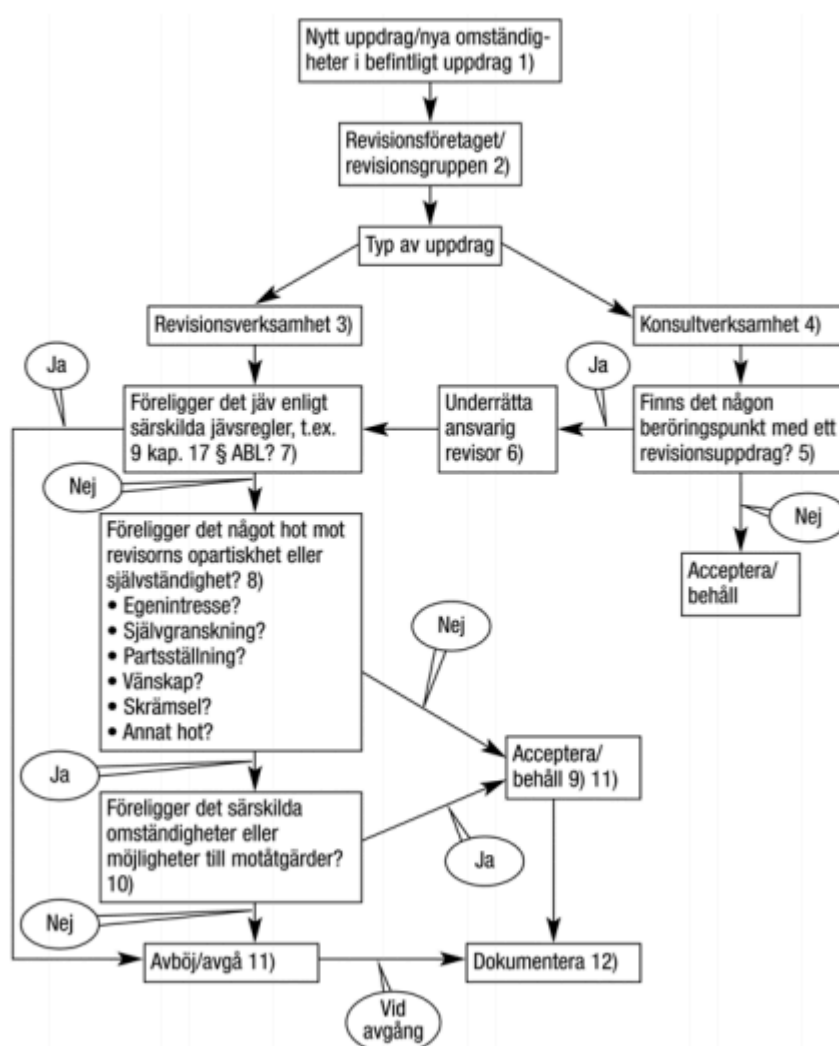 Nytt uppdrag/nya omständig-
heter i befintligt uppdrag 1)
Revisionsföretaget/
revisionsgruppen 2)
Typ av uppdrag
Revisionsverksamhet 3)
Konsultverksamhet 4)
Ja
Föreligger det jäv enligt
särskilda jävsregler, t.ex.
9 kap. 17 § ABL? 7)
Underrätta
ansvarig
revisor 6)
Ja
Finns det någon
beröringspunkt med ett
revisionsuppdrag? 5)
Nej
Nej
Acceptera/
behåll
Föreligger det något hot mot
revisorns opartiskhet eller
självständighet? 8)
• Egenintresse?
• Självgranskning?
• Partsställning?
• Vänskap?
• Skrämsel?
• Annat hot?
Nej
Ja
Acceptera/
behåll 9) 11)
Föreligger det särskilda
omständigheter eller
möjligheter till motåtgärder?
10)
Ja
Nej
Avböj/avgå 11)
Vid
avgång
Dokumentera 12)